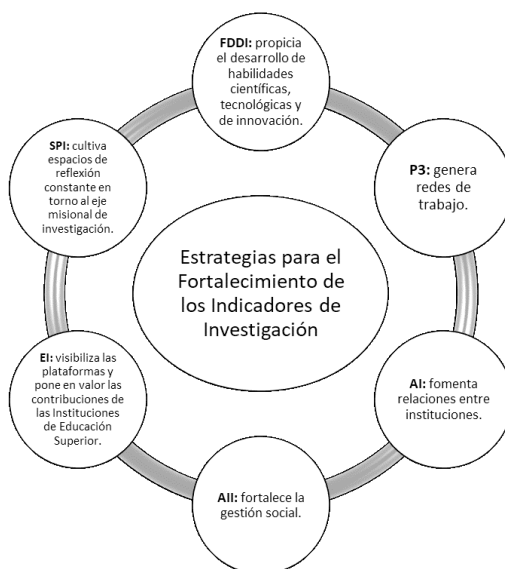 FDDI: propicia
el desarrollo de
habilidades
científicas,
tecnológicas y
de innovación.
P3: genera
redes de
trabajo.
AI: fomenta
relaciones entre
instituciones.
AII: fortalece la
gestión social.
EI: visibiliza las
plataformas y
pone en valor las
contribuciones de
las Instituciones
de Educación
Superior.
SPI: cultiva
espacios de
reflexión
constante en
torno al eje
misional de
investigación.
Estrategias para el
Fortalecimiento de
los Indicadores de
Investigación